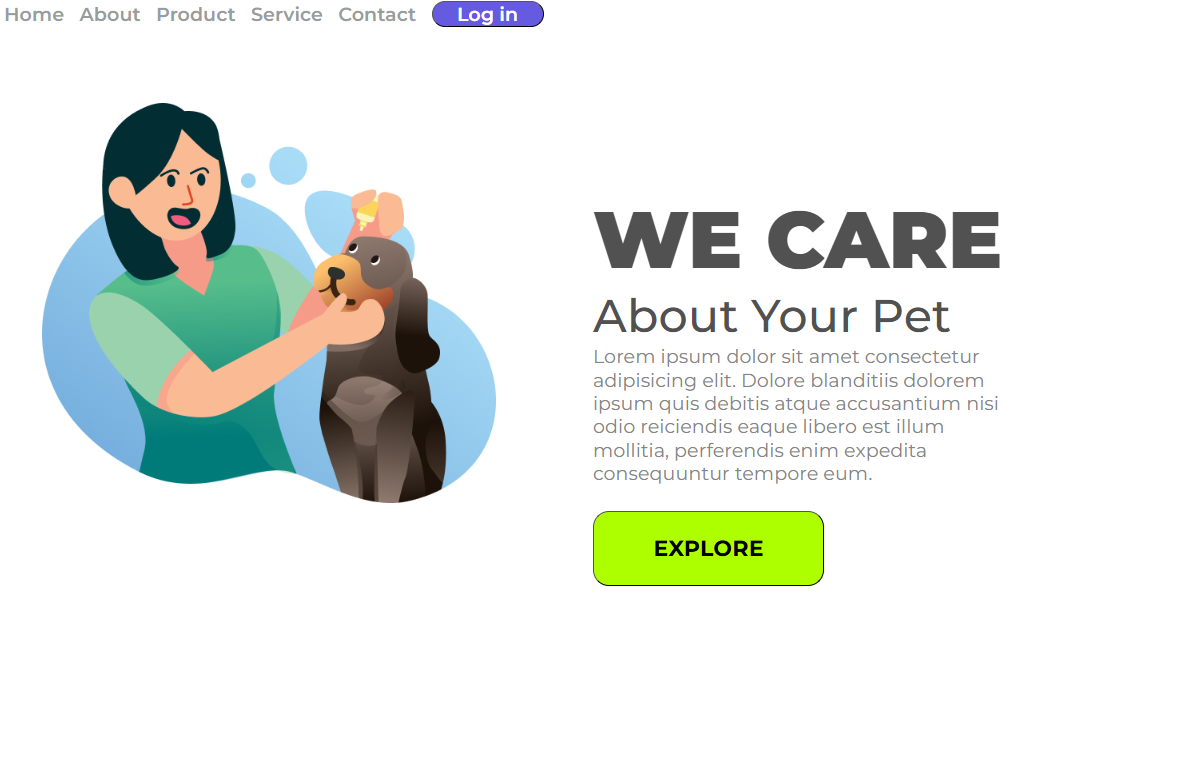 Home About Product Service Contact Log in
WE CARE
About Your Pet
Lorem ipsum dolor sit amet consectetur
adipisicing elit. Dolore blanditiis dolorem
ipsum quis debitis atque accusantium nisi
odio reiciendis eaque libero est illum
mollitia, perferendis enim expedita
consequuntur tempore eum.
EXPLORE